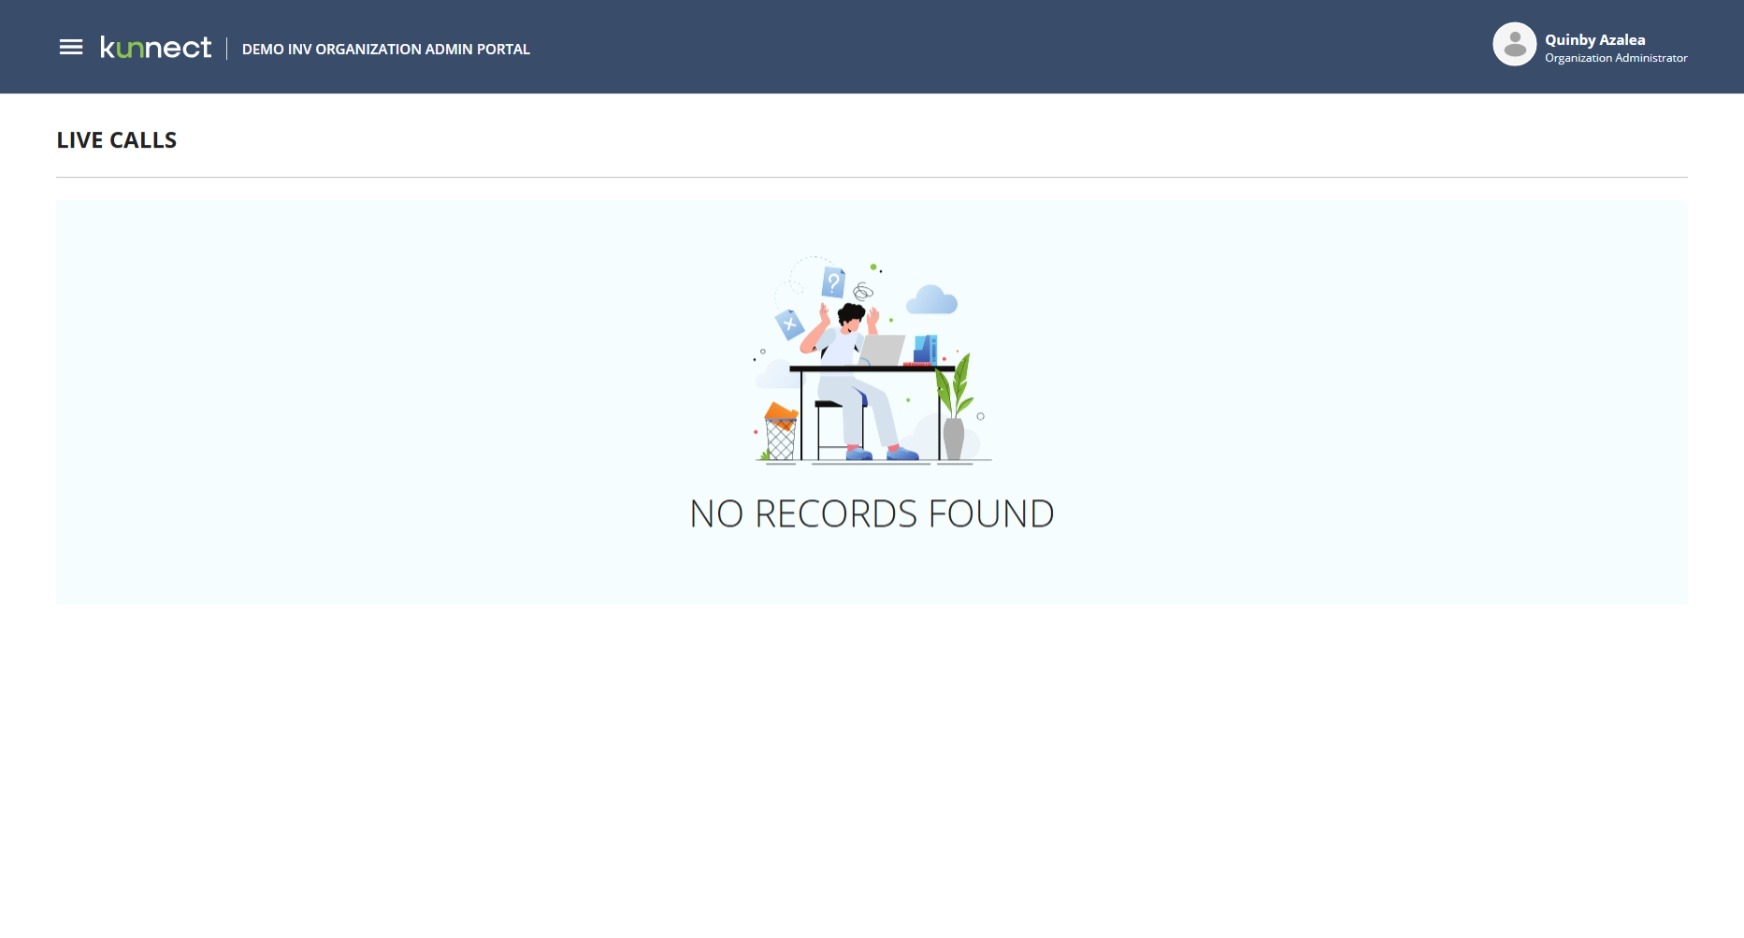 kunnect
DEMO INV ORGANIZATION ADMIN PORTAL
Quinby Azalea
Organization Administrator
LIVE CALLS
?
NO RECORDS FOUND